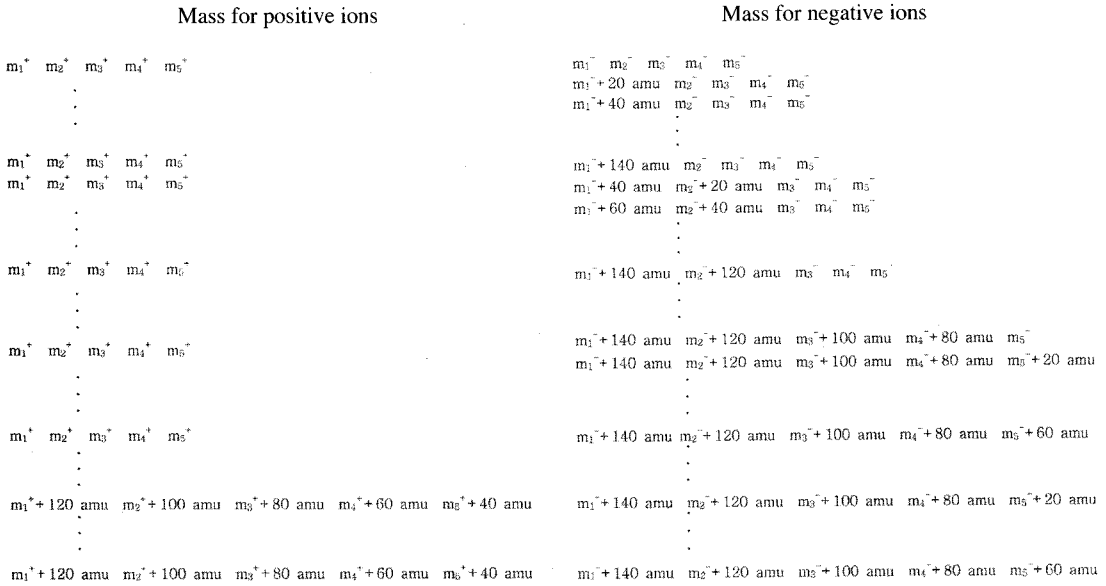 Mass for positive ions
m₁⁺ m₂⁺ m₃⁺ m₄⁺ m₅⁺
m₁⁺ m₂⁺ m₃⁺ m₄⁺ m₅⁺
m₁⁺ m₂⁺ m₃⁺ m₄⁺ m₅⁺
m₁⁺ m₂⁺ m₃⁺ m₄⁺ m₅⁺
m₁⁺ m₂⁺ m₃⁺ m₄⁺ m₅⁺
m₁⁺ m₂⁺ m₃⁺ m₄⁺ m₅⁺
m₁⁺+120 amu m₂⁺+100 amu m₃⁺+80 amu m₄⁺+60 amu m₅⁺+40 amu
m₁⁺+120 amu m₂⁺+100 amu m₃⁺+80 amu m₄⁺+60 amu m₅⁺+40 amu
Mass for negative ions
m₁⁻ m₂⁻ m₃⁻ m₄⁻ m₅⁻
m₁⁻+20 amu m₂⁻ m₃⁻ m₄⁻ m₅⁻
m₁⁻+40 amu m₂⁻ m₃⁻ m₄⁻ m₅⁻
m₁⁻+140 amu m₂⁻ m₃⁻ m₄⁻ m₅⁻
m₁⁻+40 amu m₂⁻+20 amu m₃⁻ m₄⁻ m₅⁻
m₁⁻+60 amu m₂⁻+40 amu m₃⁻ m₄⁻ m₅⁻
m₁⁻+140 amu m₂⁻+120 amu m₃⁻ m₄⁻ m₅⁻
m₁⁻+140 amu m₂⁻+120 amu m₃⁻+100 amu m₄⁻+80 amu m₅⁻
m₁⁻+140 amu m₂⁻+120 amu m₃⁻+100 amu m₄⁻+80 amu m₅⁻+20 amu
m₁⁻+140 amu m₂⁻+120 amu m₃⁻+100 amu m₄⁻+80 amu m₅⁻+60 amu
m₁⁻+140 amu m₂⁻+120 amu m₃⁻+100 amu m₄⁻+80 amu m₅⁻+20 amu
m₁⁻+140 amu m₂⁻+120 amu m₃⁻+100 amu m₄⁻+80 amu m₅⁻+60 amu